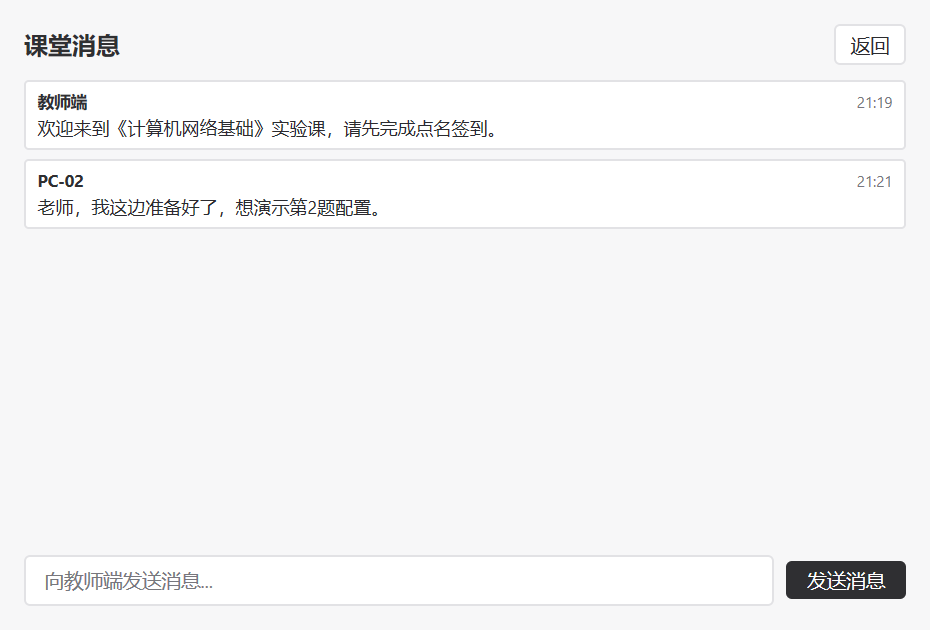 课堂消息
返回
教师端
21:19
欢迎来到《计算机网络基础》实验课，请先完成点名签到。
PC-02
21:21
老师，我这边准备好了，想演示第2题配置。
向教师端发送消息...
发送消息